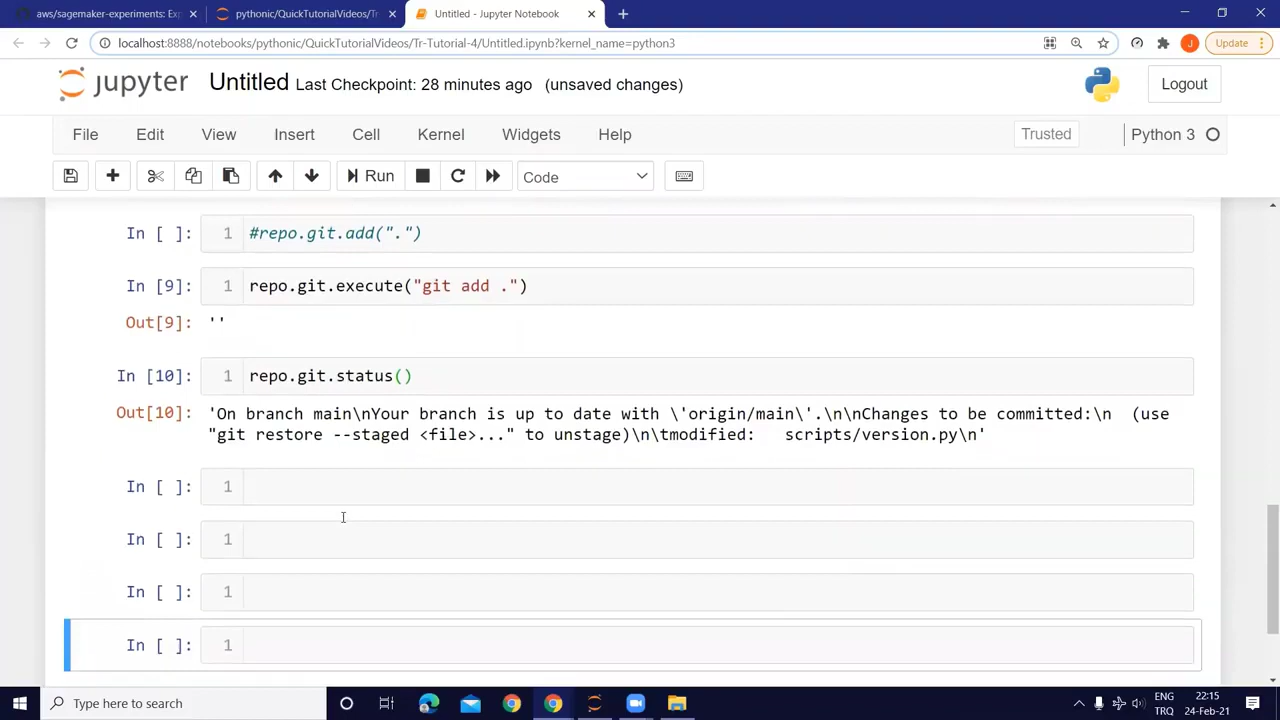 aws/sagemaker-experiments: Exp
pythonic/QuickTutorialVideos/Tr
Untitled - Jupyter Notebook
localhost:8888/notebooks/pythonic/QuickTutorialVideos/Tr-Tutorial-4/Untitled.ipynb?kernel_name=python3
J
Update
jupyter Untitled Last Checkpoint: 28 minutes ago (unsaved changes)
Logout
File Edit View Insert Cell Kernel Widgets Help
Trusted
Python 3
Run
Code
In [ ]: 1 #repo.git.add(".")
In [9]: 1 repo.git.execute("git add .")
Out[9]: ''
In [10]: 1 repo.git.status()
Out[10]: 'On branch main\nYour branch is up to date with \'origin/main\'.\n\nChanges to be committed:\n  (use
"git restore --staged <file>..." to unstage)\n\tmodified:   scripts/version.py\n'
In [ ]: 1
In [ ]: 1
In [ ]: 1
In [ ]: 1
Type here to search
ENG
TRQ
22:15
24-Feb-21